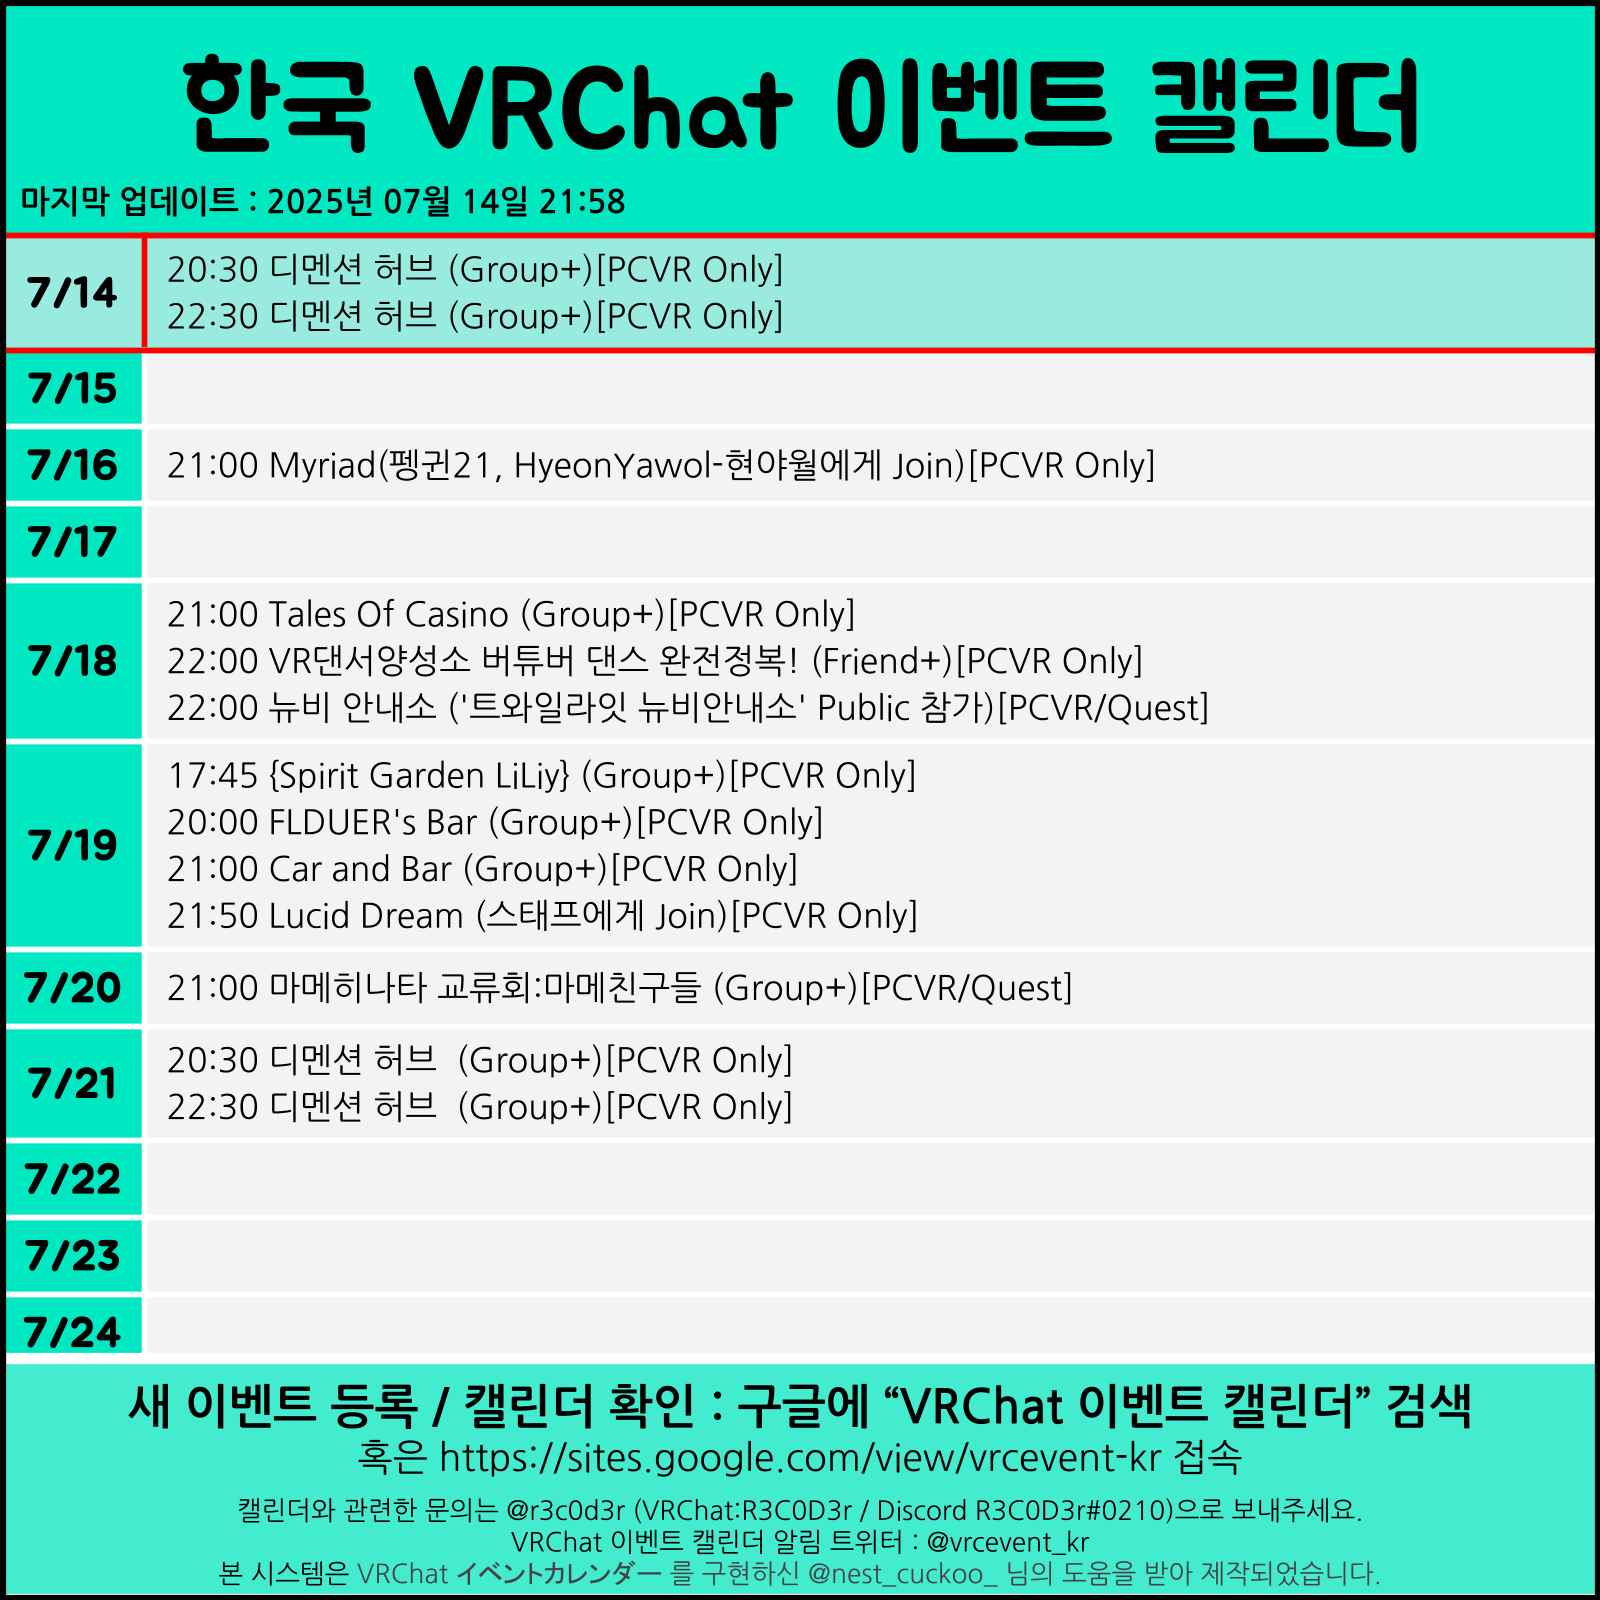 한국 VRChat 이벤트 캘린더
마지막 업데이트 : 2025년 07월 14일 21:58
7/14
20:30 디멘션 허브 (Group+)[PCVR Only]
22:30 디멘션 허브 (Group+)[PCVR Only]
7/15
7/16
21:00 Myriad(펭귄21, HyeonYawol-현야월에게 Join)[PCVR Only]
7/17
7/18
21:00 Tales Of Casino (Group+)[PCVR Only]
22:00 VR댄서양성소 버튜버 댄스 완전정복! (Friend+)[PCVR Only]
22:00 뉴비 안내소 ('트와일라잇 뉴비안내소' Public 참가)[PCVR/Quest]
7/19
17:45 {Spirit Garden LiLiy} (Group+)[PCVR Only]
20:00 FLDUER's Bar (Group+)[PCVR Only]
21:00 Car and Bar (Group+)[PCVR Only]
21:50 Lucid Dream (스태프에게 Join)[PCVR Only]
7/20
21:00 마메히나타 교류회:마메친구들 (Group+)[PCVR/Quest]
7/21
20:30 디멘션 허브  (Group+)[PCVR Only]
22:30 디멘션 허브  (Group+)[PCVR Only]
7/22
7/23
7/24
새 이벤트 등록 / 캘린더 확인 : 구글에 “VRChat 이벤트 캘린더” 검색
혹은 https://sites.google.com/view/vrcevent-kr 접속
캘린더와 관련한 문의는 @r3c0d3r (VRChat:R3C0D3r / Discord R3C0D3r#0210)으로 보내주세요.
VRChat 이벤트 캘린더 알림 트위터 : @vrcevent_kr
본 시스템은 VRChat イベントカレンダー 를 구현하신 @nest_cuckoo_ 님의 도움을 받아 제작되었습니다.